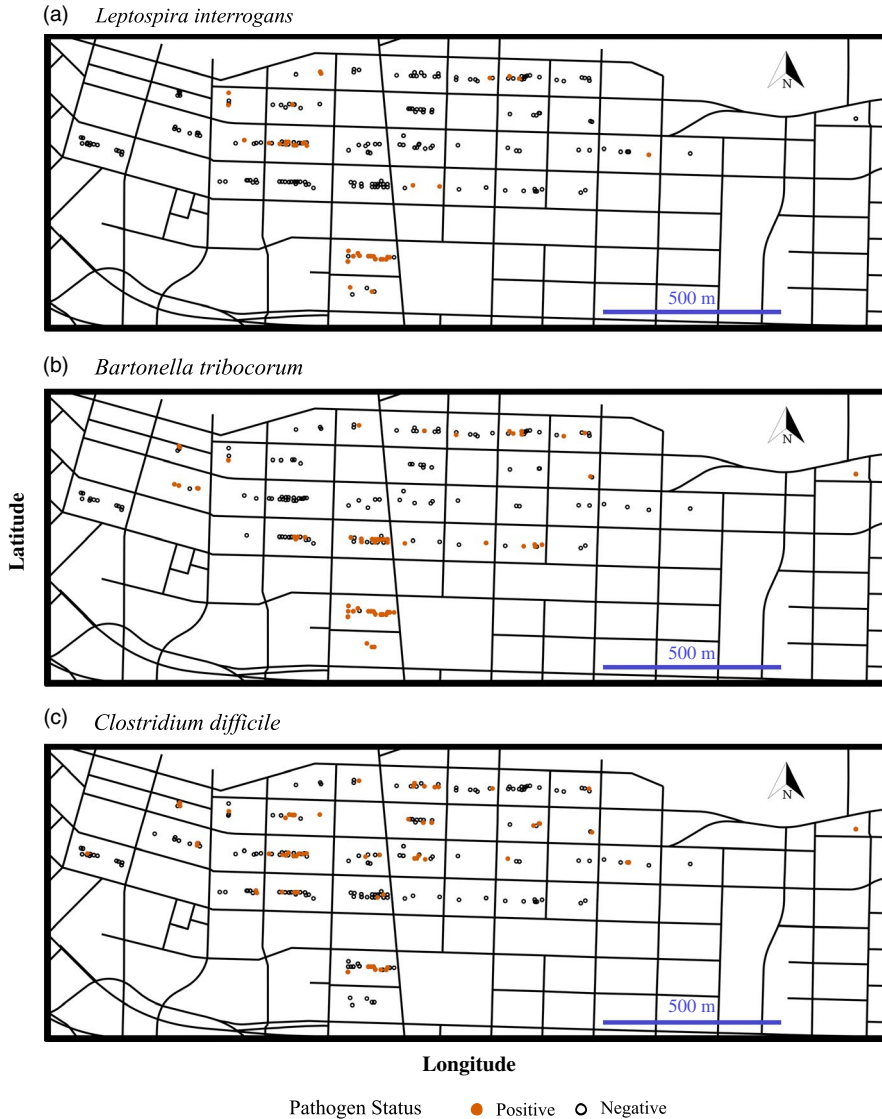 (a) Leptospira interrogans
N
500 m
(b) Bartonella tribocorum
N
500 m
(c) Clostridium difficile
N
500 m
Latitude
Longitude
Pathogen Status Positive Negative